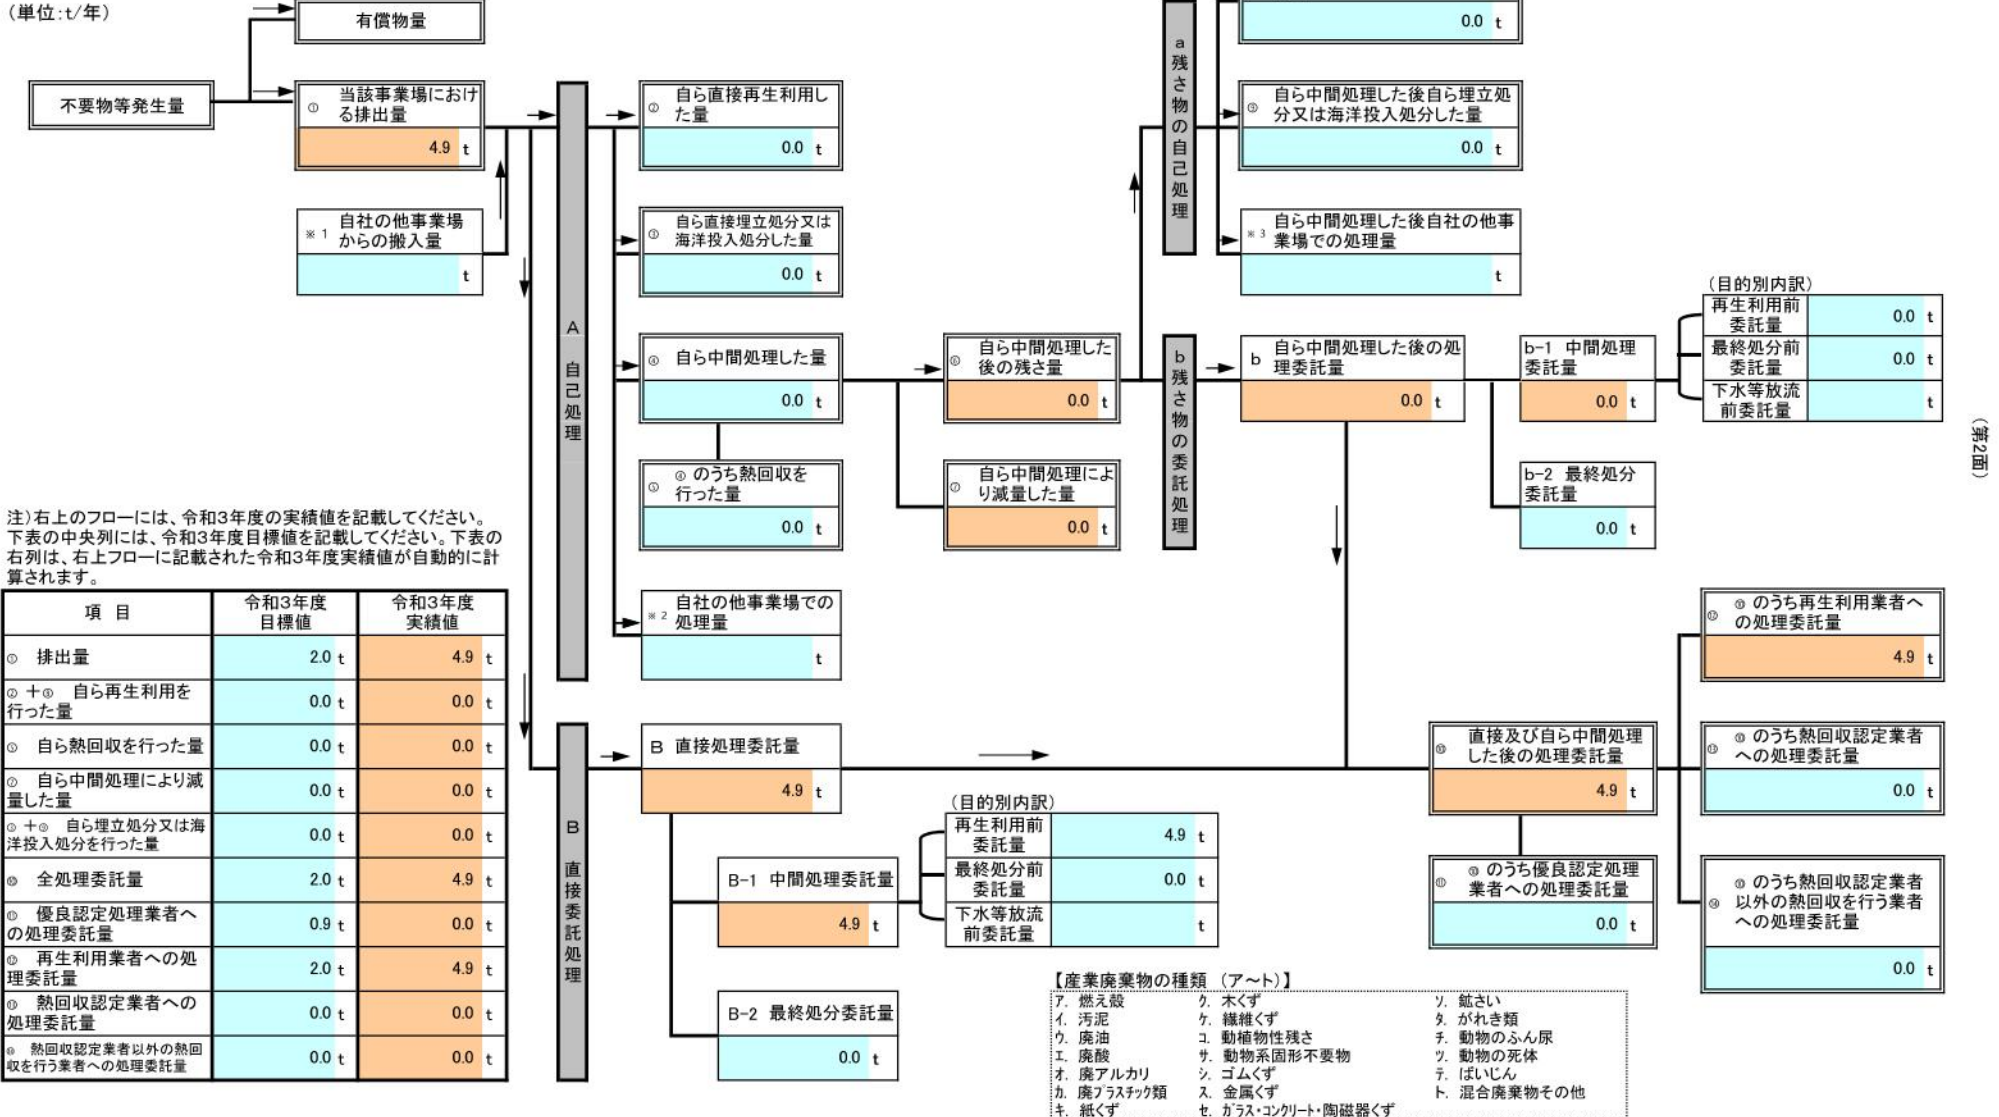 (単位:t/年)
有償物量
不要物等発生量
① 当該事業場におけ
る排出量
4.9 t
※1 自社の他事業場
からの搬入量
t
A 自己処理
② 自ら直接再生利用し
た量
0.0 t
③ 自ら直接埋立処分又は
海洋投入処分した量
0.0 t
④ 自ら中間処理した量
0.0 t
⑤ ④のうち熱回収を
行った量
0.0 t
※2 自社の他事業場での
処理量
t
⑥ 自ら中間処理した
後の残さ量
0.0 t
⑦ 自ら中間処理によ
り減量した量
0.0 t
a 残さ物の自己処理
0.0 t
⑨ 自ら中間処理した後自ら埋立処
分又は海洋投入処分した量
0.0 t
※3 自ら中間処理した後自社の他事
業場での処理量
t
b 残さ物の委託処理
b 自ら中間処理した後の処
理委託量
0.0 t
b-1 中間処理
委託量
0.0 t
b-2 最終処分
委託量
0.0 t
(目的別内訳)
再生利用前
委託量
0.0 t
最終処分前
委託量
0.0 t
下水等放流
前委託量
t
(第2面)
注)右上のフローには、令和3年度の実績値を記載してください。
下表の中央列には、令和3年度目標値を記載してください。下表の
右列は、右上フローに記載された令和3年度実績値が自動的に計
算されます。
項 目
令和3年度
目標値
令和3年度
実績値
① 排出量 2.0 t 4.9 t
②+⑧ 自ら再生利用を
行った量
0.0 t 0.0 t
⑤ 自ら熱回収を行った量 0.0 t 0.0 t
⑦ 自ら中間処理により減
量した量
0.0 t 0.0 t
③+⑨ 自ら埋立処分又は海
洋投入処分を行った量
0.0 t 0.0 t
⑩ 全処理委託量 2.0 t 4.9 t
⑪ 優良認定処理業者へ
の処理委託量
0.9 t 0.0 t
⑫ 再生利用業者への処
理委託量
2.0 t 4.9 t
⑬ 熱回収認定業者への
処理委託量
0.0 t 0.0 t
⑭ 熱回収認定業者以外の熱回
収を行う業者への処理委託量
0.0 t 0.0 t
B 直接委託処理
B 直接処理委託量
4.9 t
B-1 中間処理委託量
4.9 t
B-2 最終処分委託量
0.0 t
(目的別内訳)
再生利用前
委託量
4.9 t
最終処分前
委託量
0.0 t
下水等放流
前委託量
t
⑩ 直接及び自ら中間処理
した後の処理委託量
4.9 t
⑪ ⑩のうち優良認定処理
業者への処理委託量
0.0 t
⑫ ⑩のうち再生利用業者へ
の処理委託量
4.9 t
⑬ ⑩のうち熱回収認定業者
への処理委託量
0.0 t
⑭ ⑩のうち熱回収認定業者
以外の熱回収を行う業者
への処理委託量
0.0 t
【産業廃棄物の種類 (ア~ト)】
ア. 燃え殻 ク. 木くず ソ. 鉱さい
イ. 汚泥 ケ. 繊維くず タ. がれき類
ウ. 廃油 コ. 動植物性残さ チ. 動物のふん尿
エ. 廃酸 サ. 動物系固形不要物 ツ. 動物の死体
オ. 廃アルカリ シ. ゴムくず テ. ばいじん
カ. 廃プラスチック類 ス. 金属くず ト. 混合廃棄物その他
キ. 紙くず セ. ガラス・コンクリート・陶磁器くず